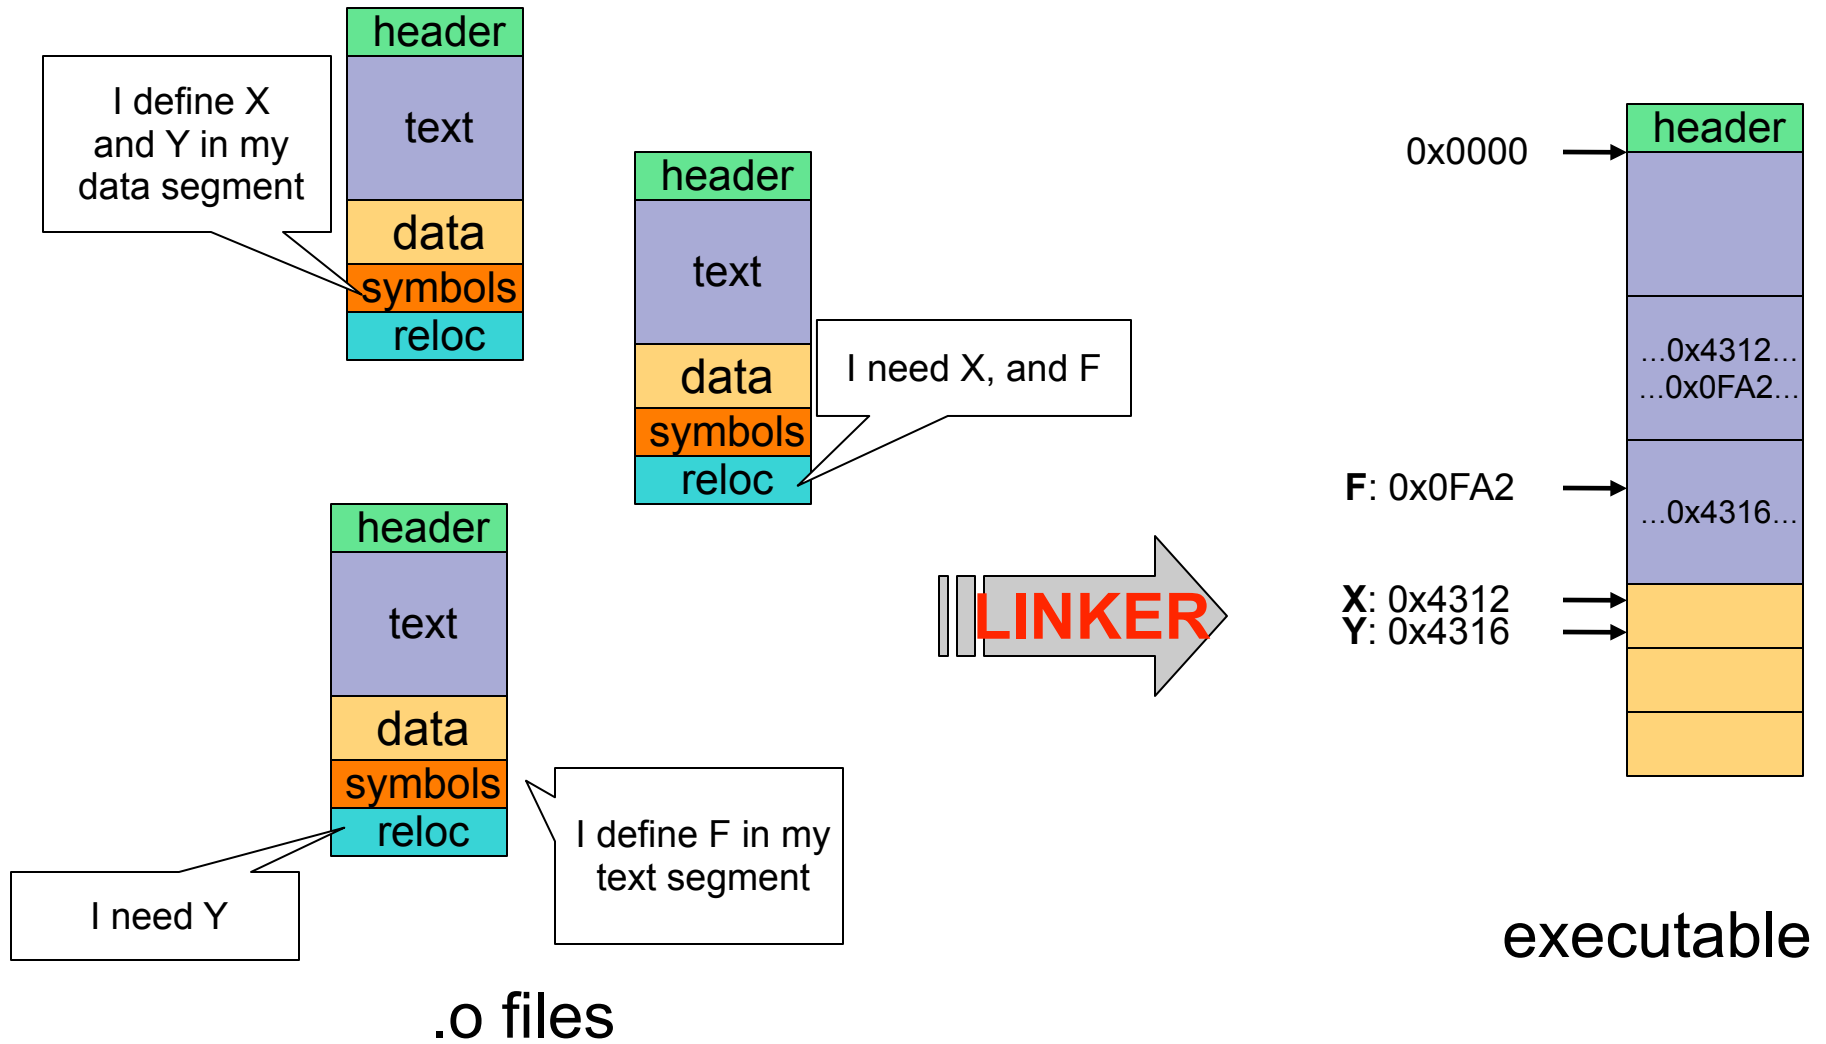 header
I define X
and Y in my
data segment
text
data
symbols
reloc
header
text
data
symbols
reloc
I need X, and F
header
text
data
symbols
reloc
I need Y
I define F in my
text segment
.o files
LINKER
0x0000
header
...0x4312...
...0x0FA2...
F: 0x0FA2
...0x4316...
X: 0x4312
Y: 0x4316
executable